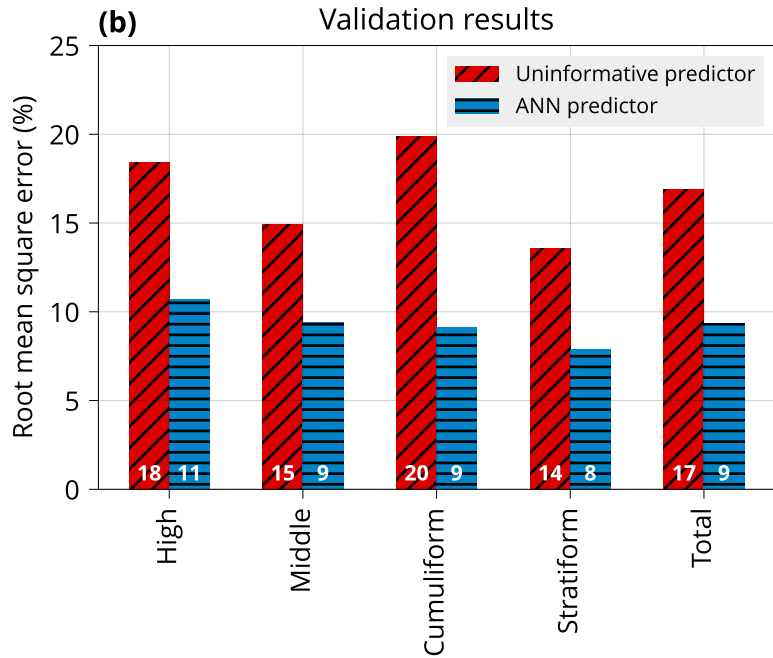 (b) Validation results
Uninformative predictor
ANN predictor
Root mean square error (%)
25
20
15
10
5
0
18 11 15 9 20 9 14 8 17 9
High
Middle
Cumuliform
Stratiform
Total